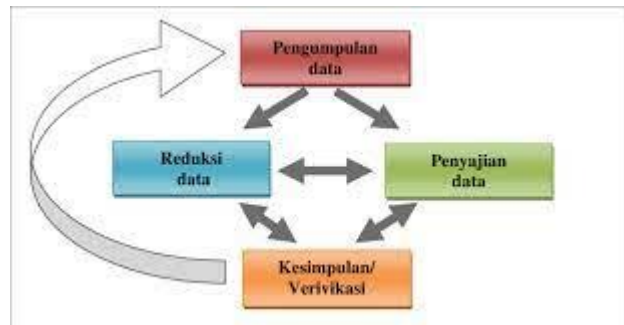 Pengumpulan
data
Reduksi
data
Penyajian
data
Kesimpulan/
Verivikasi